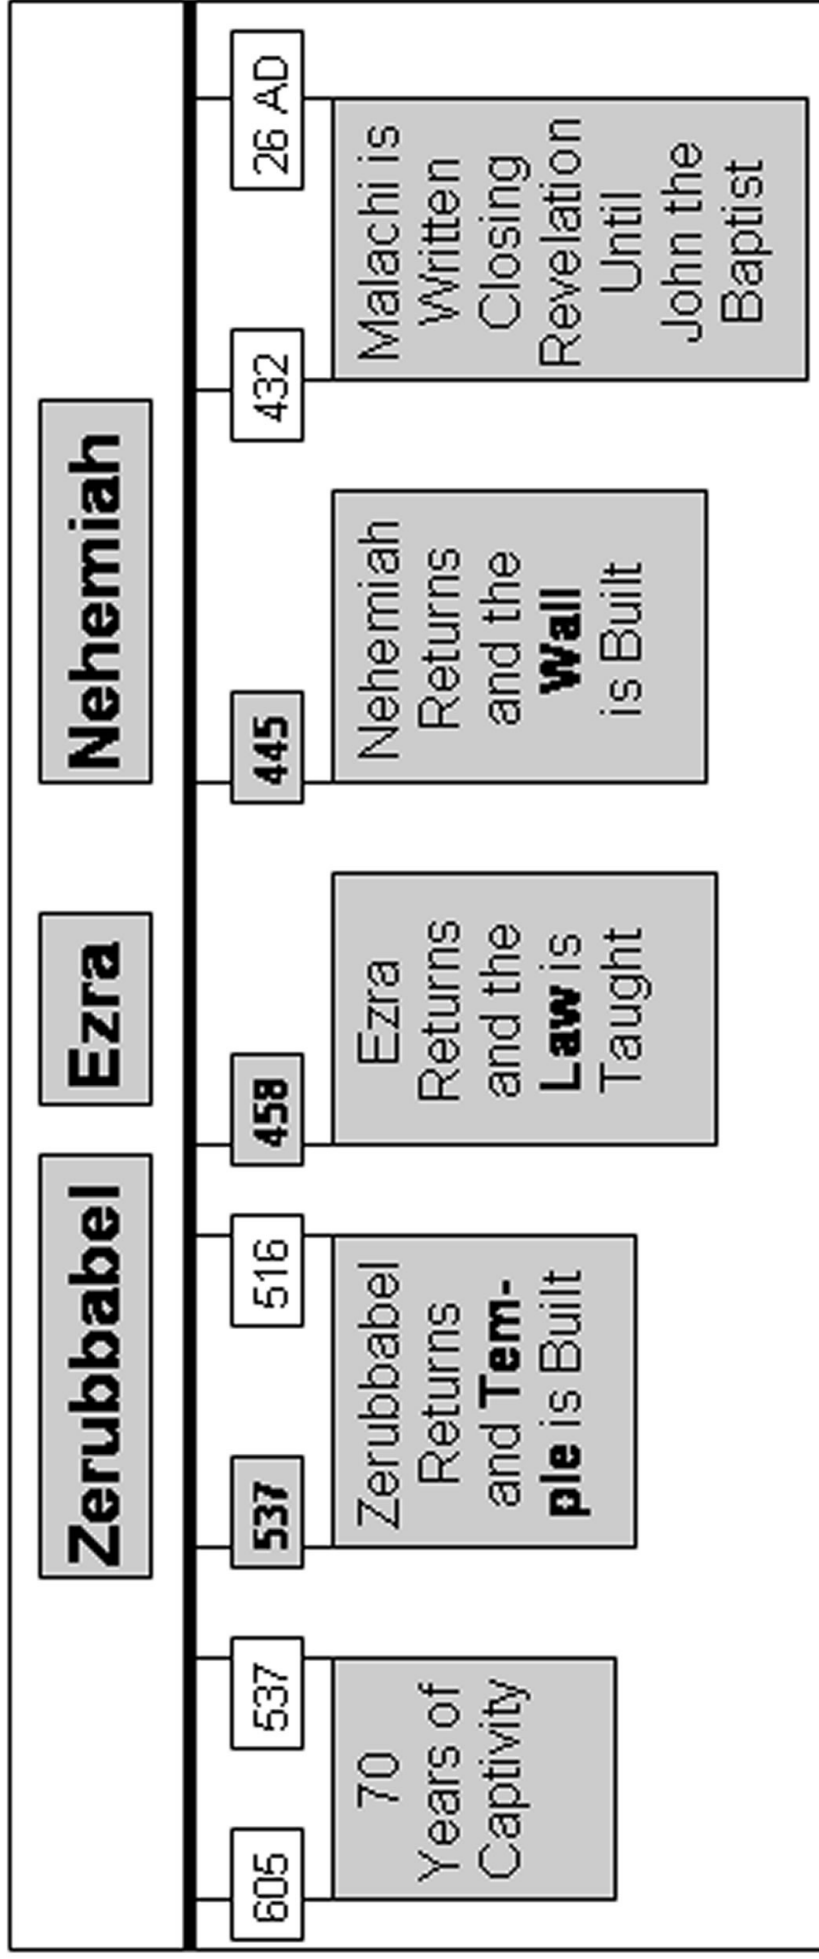 Zerubbabel
Ezra
Nehemiah
605
537
537
516
458
445
432
26 AD
70
Years of
Captivity
Zerubbabel
Returns
and Tem-
ple is Built
Ezra
Returns
and the
Law is
Taught
Nehemiah
Returns
and the
Wall
is Built
Malachi is
Written
Closing
Revelation
Until
John the
Baptist